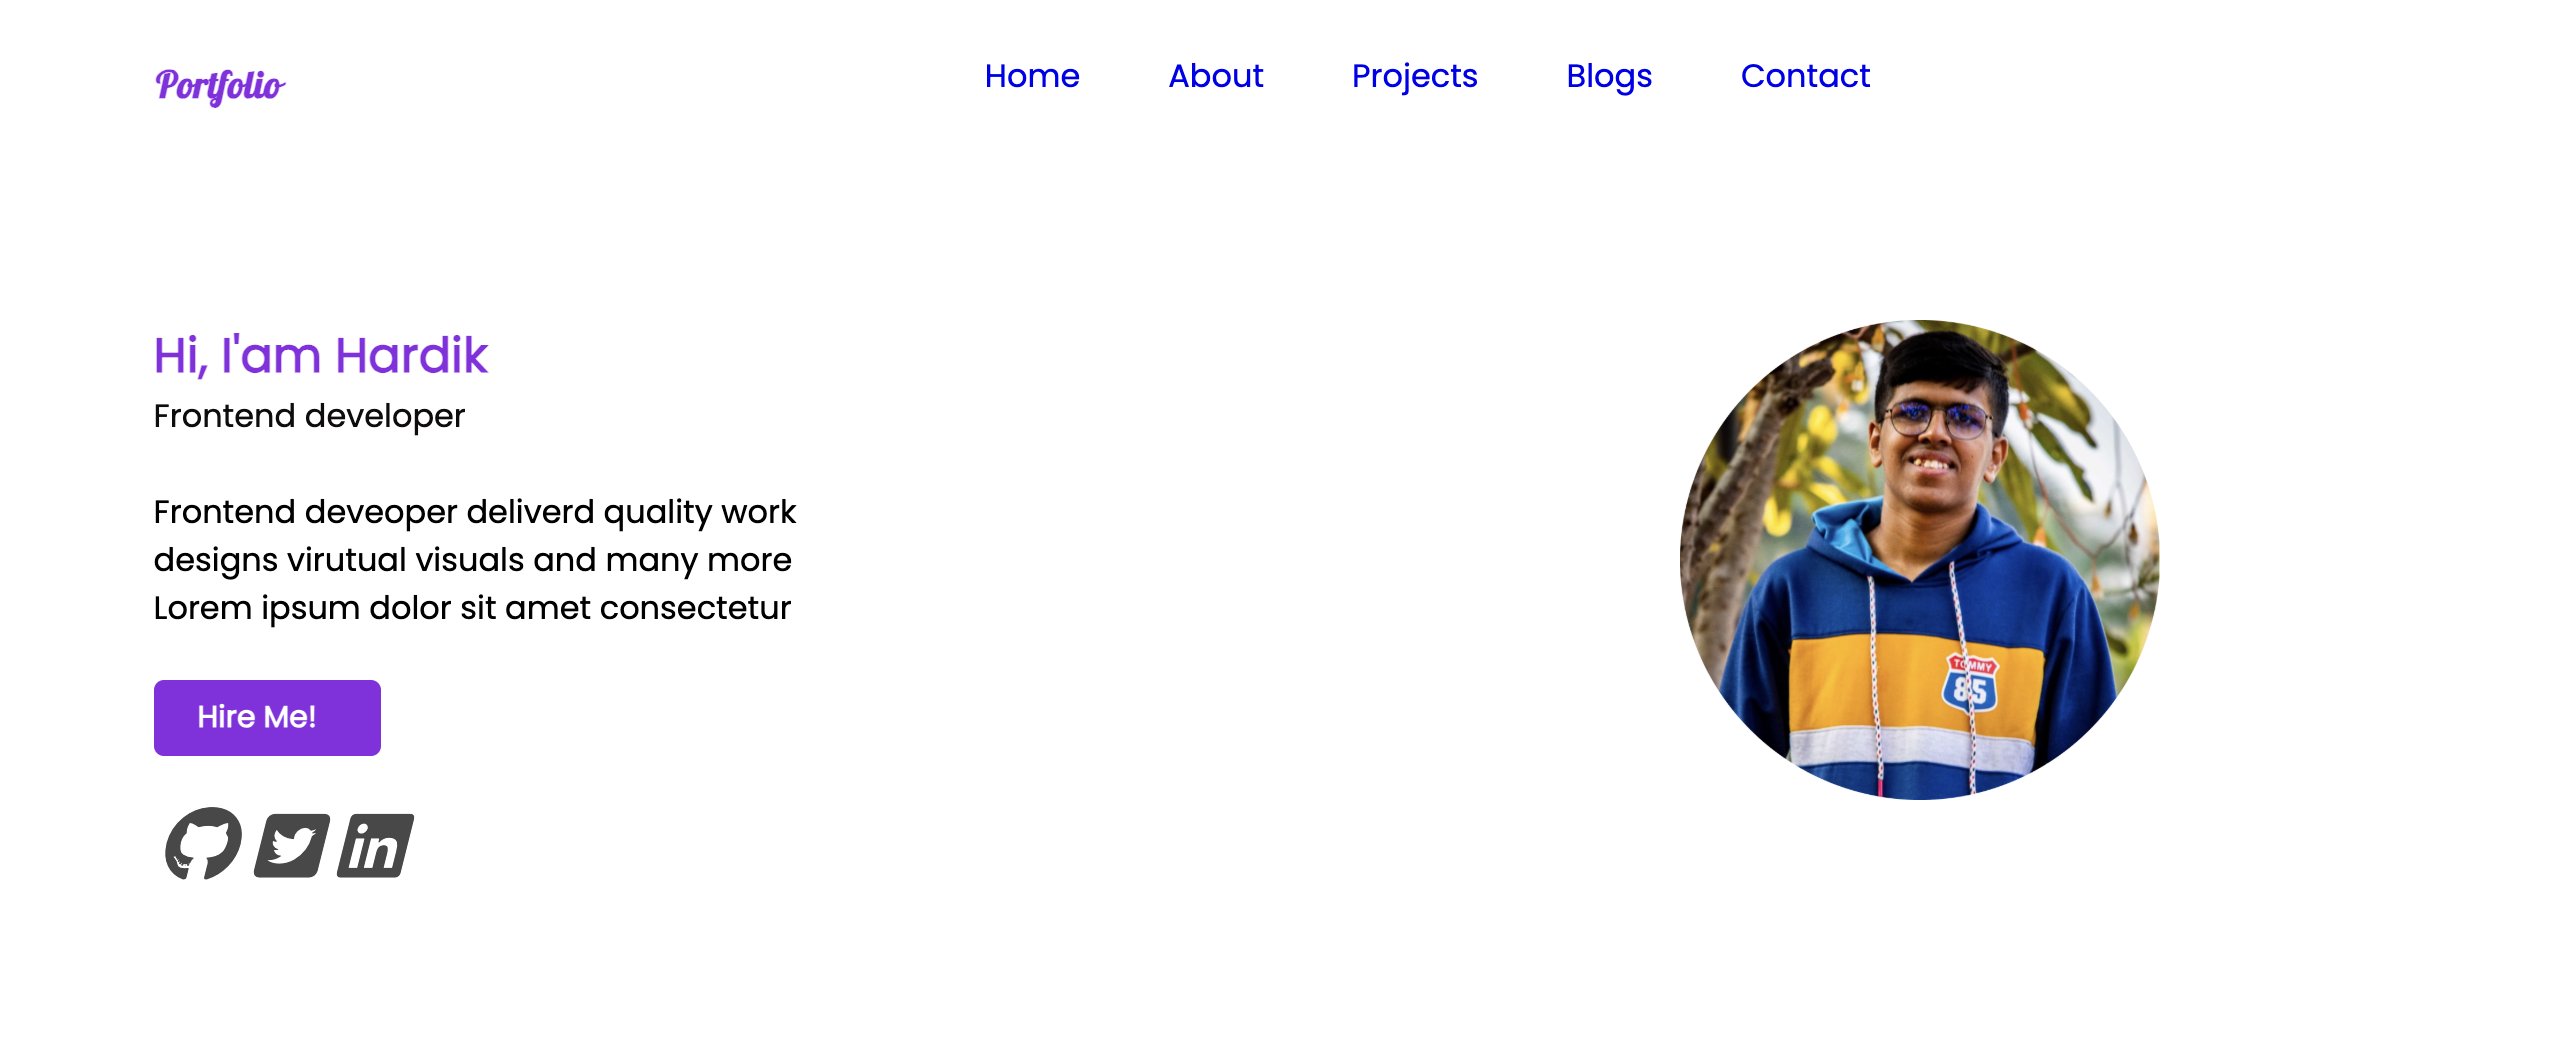 Portfolio
Home About Projects Blogs Contact
Hi, I'am Hardik
Frontend developer
Frontend deveoper deliverd quality work
designs virutual visuals and many more
Lorem ipsum dolor sit amet consectetur
Hire Me!
in
TOMMY
85